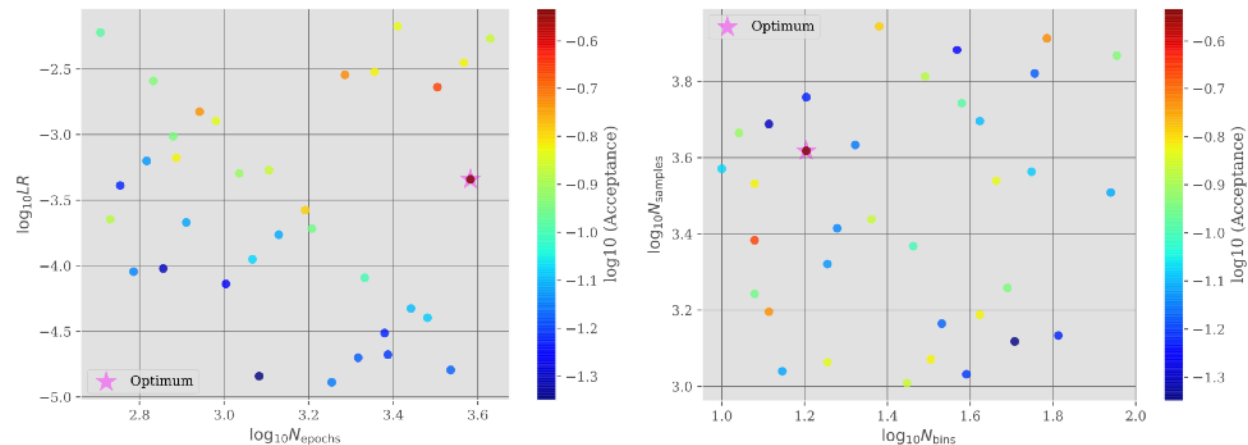 −2.5
−3.0
−3.5
−4.0
−4.5
−5.0
log₁₀LR
Optimum
2.8 3.0 3.2 3.4 3.6
log₁₀N_epochs
−0.6
−0.7
−0.8
−0.9
−1.0
−1.1
−1.2
−1.3
log10 (Acceptance)
Optimum
3.8
3.6
3.4
3.2
3.0
log₁₀N_samples
1.0 1.2 1.4 1.6 1.8 2.0
log₁₀N_bins
−0.6
−0.7
−0.8
−0.9
−1.0
−1.1
−1.2
−1.3
log10 (Acceptance)